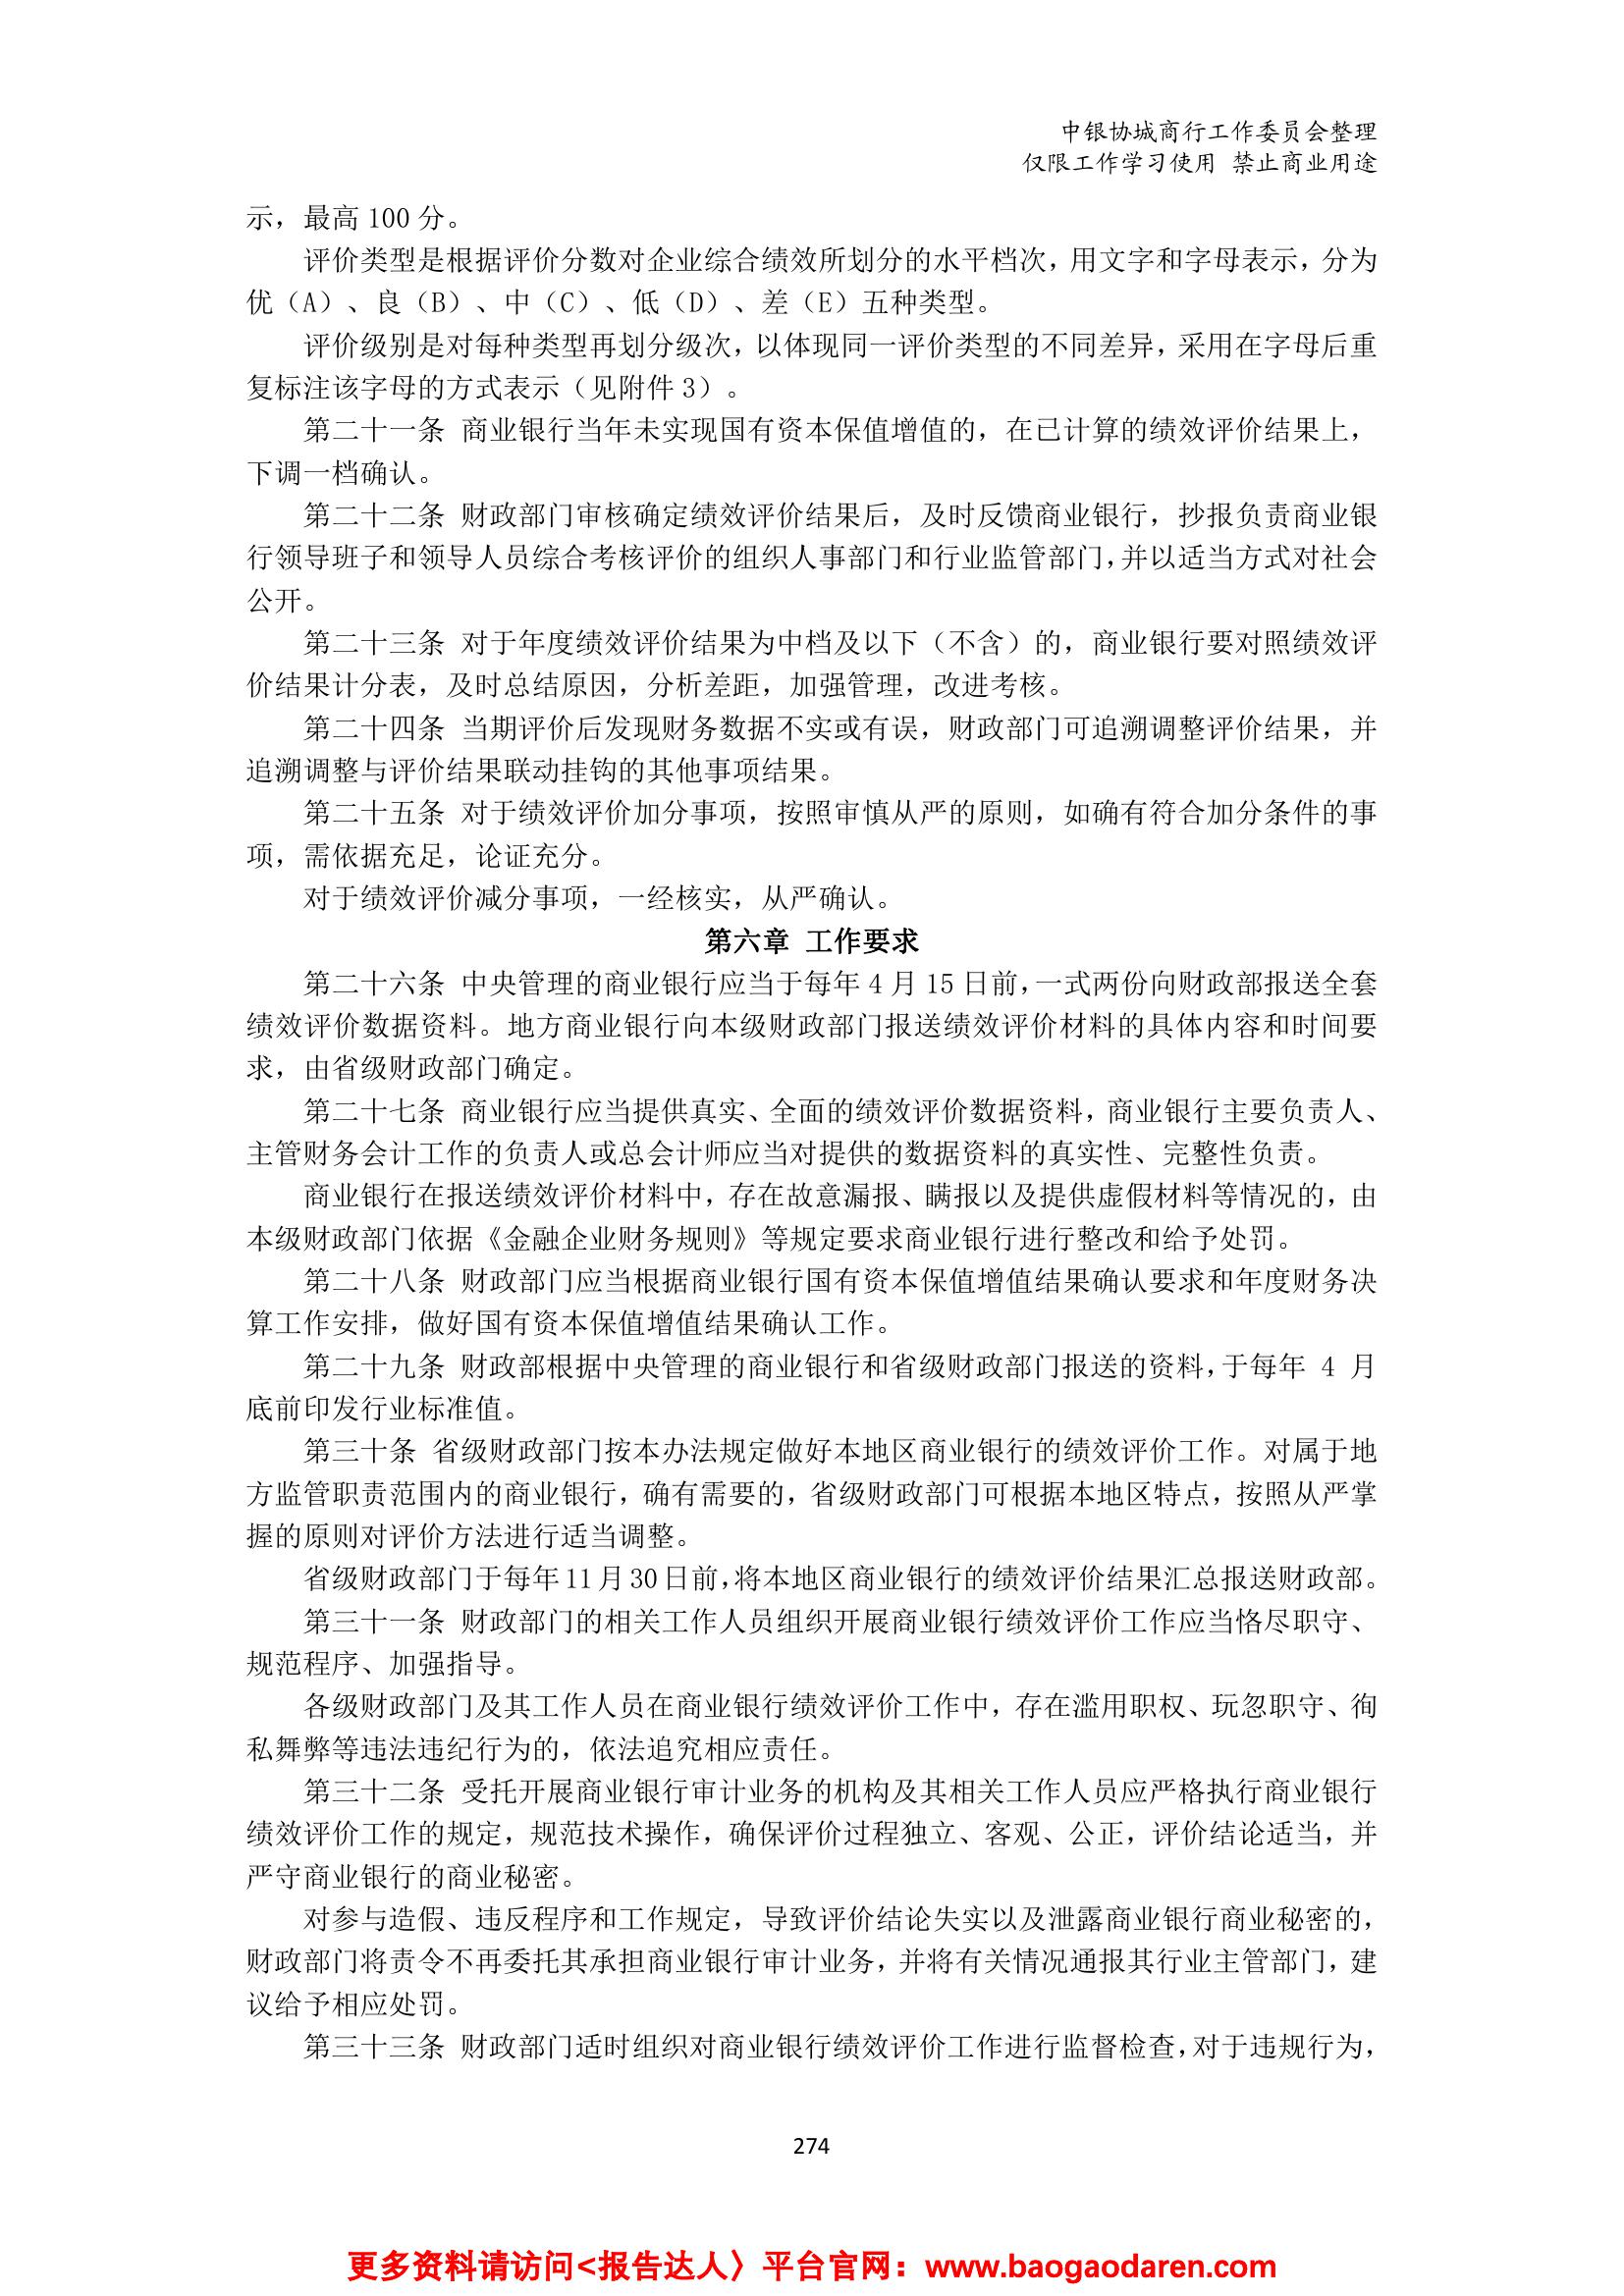 中银协城商行工作委员会整理
仅限工作学习使用 禁止商业用途
示，最高 100 分。
评价类型是根据评价分数对企业综合绩效所划分的水平档次，用文字和字母表示，分为
优（A）、良（B）、中（C）、低（D）、差（E）五种类型。
评价级别是对每种类型再划分级次，以体现同一评价类型的不同差异，采用在字母后重
复标注该字母的方式表示（见附件 3）。
第二十一条 商业银行当年未实现国有资本保值增值的，在已计算的绩效评价结果上，
下调一档确认。
第二十二条 财政部门审核确定绩效评价结果后，及时反馈商业银行，抄报负责商业银
行领导班子和领导人员综合考核评价的组织人事部门和行业监管部门，并以适当方式对社会
公开。
第二十三条 对于年度绩效评价结果为中档及以下（不含）的，商业银行要对照绩效评
价结果计分表，及时总结原因，分析差距，加强管理，改进考核。
第二十四条 当期评价后发现财务数据不实或有误，财政部门可追溯调整评价结果，并
追溯调整与评价结果联动挂钩的其他事项结果。
第二十五条 对于绩效评价加分事项，按照审慎从严的原则，如确有符合加分条件的事
项，需依据充足，论证充分。
对于绩效评价减分事项，一经核实，从严确认。
第六章 工作要求
第二十六条 中央管理的商业银行应当于每年 4 月 15 日前，一式两份向财政部报送全套
绩效评价数据资料。地方商业银行向本级财政部门报送绩效评价材料的具体内容和时间要
求，由省级财政部门确定。
第二十七条 商业银行应当提供真实、全面的绩效评价数据资料，商业银行主要负责人、
主管财务会计工作的负责人或总会计师应当对提供的数据资料的真实性、完整性负责。
商业银行在报送绩效评价材料中，存在故意漏报、瞒报以及提供虚假材料等情况的，由
本级财政部门依据《金融企业财务规则》等规定要求商业银行进行整改和给予处罚。
第二十八条 财政部门应当根据商业银行国有资本保值增值结果确认要求和年度财务决
算工作安排，做好国有资本保值增值结果确认工作。
第二十九条 财政部根据中央管理的商业银行和省级财政部门报送的资料，于每年 4 月
底前印发行业标准值。
第三十条 省级财政部门按本办法规定做好本地区商业银行的绩效评价工作。对属于地
方监管职责范围内的商业银行，确有需要的，省级财政部门可根据本地区特点，按照从严掌
握的原则对评价方法进行适当调整。
省级财政部门于每年 11 月 30 日前，将本地区商业银行的绩效评价结果汇总报送财政部。
第三十一条 财政部门的相关工作人员组织开展商业银行绩效评价工作应当恪尽职守、
规范程序、加强指导。
各级财政部门及其工作人员在商业银行绩效评价工作中，存在滥用职权、玩忽职守、徇
私舞弊等违法违纪行为的，依法追究相应责任。
第三十二条 受托开展商业银行审计业务的机构及其相关工作人员应严格执行商业银行
绩效评价工作的规定，规范技术操作，确保评价过程独立、客观、公正，评价结论适当，并
严守商业银行的商业秘密。
对参与造假、违反程序和工作规定，导致评价结论失实以及泄露商业银行商业秘密的，
财政部门将责令不再委托其承担商业银行审计业务，并将有关情况通报其行业主管部门，建
议给予相应处罚。
第三十三条 财政部门适时组织对商业银行绩效评价工作进行监督检查，对于违规行为，
274
更多资料请访问<报告达人〉平台官网：www.baogaodaren.com